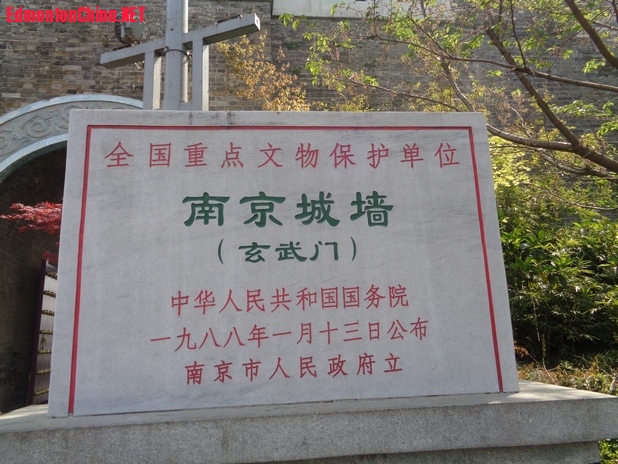 EdmontonChina.NET
全国重点文物保护单位
南京城墙
（玄武门）
中华人民共和国国务院
一九八八年一月十三日公布
南京市人民政府立